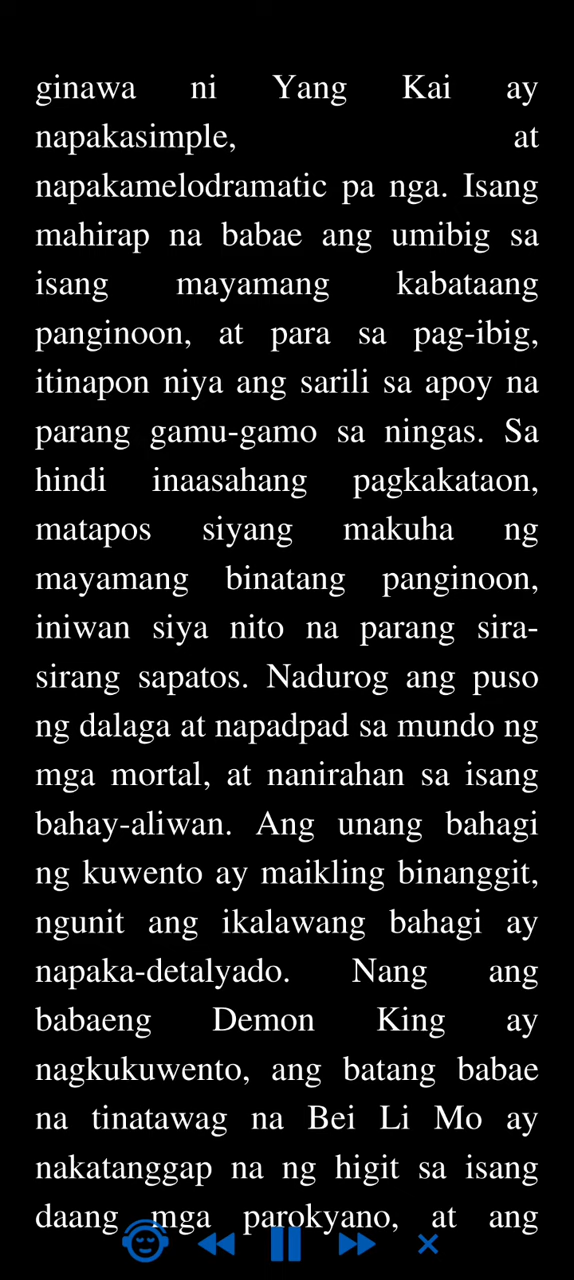 ginawa ni Yang Kai ay
napakasimple, at
napakamelodramatic pa nga. Isang
mahirap na babae ang umibig sa
isang mayamang kabataang
panginoon, at para sa pag-ibig,
itinapon niya ang sarili sa apoy na
parang gamu-gamo sa ningas. Sa
hindi inaasahang pagkakataon,
matapos siyang makuha ng
mayamang binatang panginoon,
iniwan siya nito na parang sira-
sirang sapatos. Nadurog ang puso
ng dalaga at napadpad sa mundo ng
mga mortal, at nanirahan sa isang
bahay-aliwan. Ang unang bahagi
ng kuwento ay maikling binanggit,
ngunit ang ikalawang bahagi ay
napaka-detalyado. Nang ang
babaeng Demon King ay
nagkukuwento, ang batang babae
na tinatawag na Bei Li Mo ay
nakatanggap na ng higit sa isang
daang mga parokyano, at ang